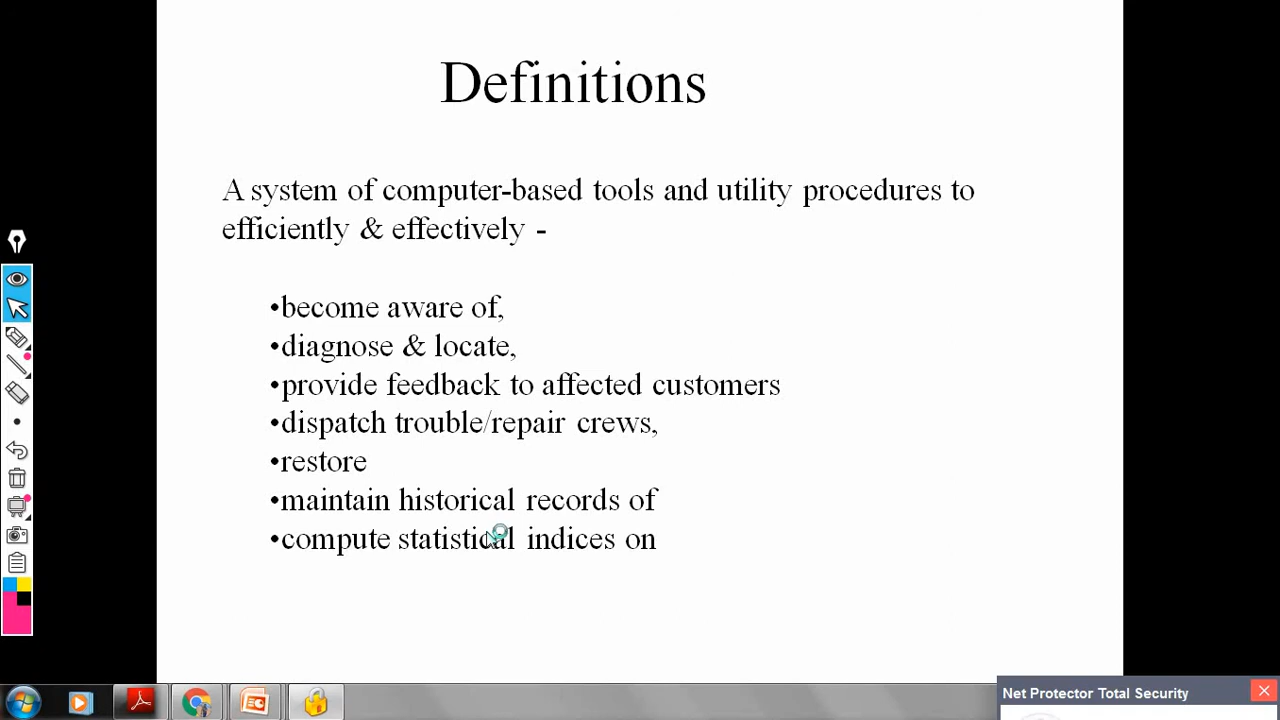 Definitions
A system of computer-based tools and utility procedures to
efficiently & effectively -
•become aware of,
•diagnose & locate,
•provide feedback to affected customers
•dispatch trouble/repair crews,
•restore
•maintain historical records of
•compute statistical indices on
Net Protector Total Security